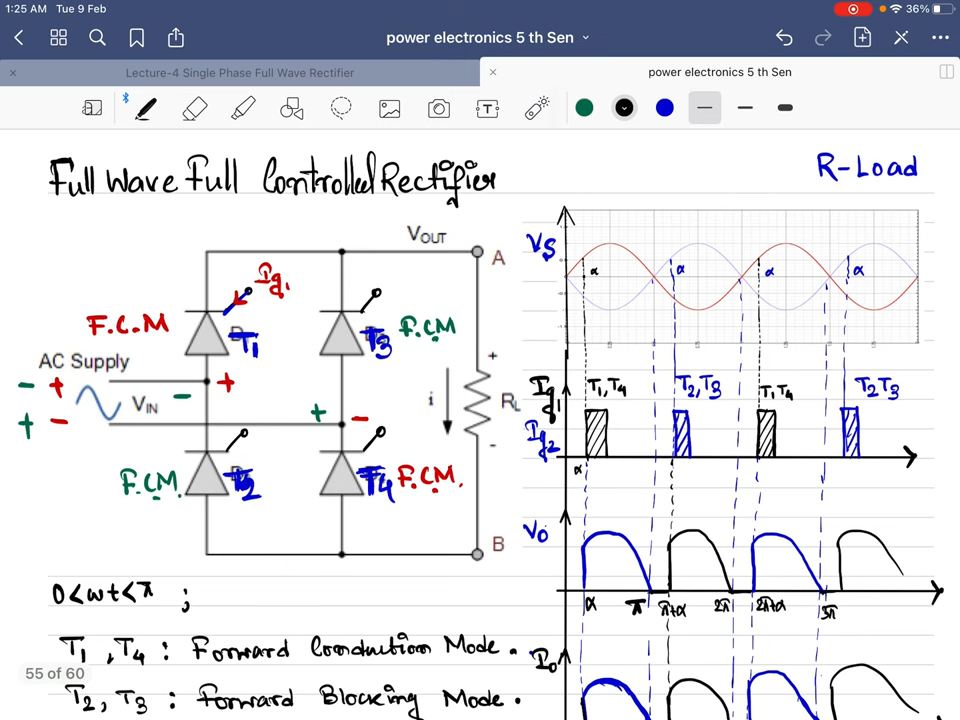 1:25 AM Tue 9 Feb
36%
power electronics 5 th Sen
Lecture-4 Single Phase Full Wave Rectifier
power electronics 5 th Sen
Full Wave Full Controlled Rectifier
R-Load
VOUT
A
Vs
α
α
α
α
Ig1
F.C.M
T1
T3
F.C.M
AC Supply
- +
+
+ -
VIN
-
+
-
+
i
RL
-
Ig1
Ig2
T1, T4
T2, T3
T1, T4
T2 T3
α
F.C.M.
T2
T4
F.C.M.
B
Vo
α
π
π+α
2π
2π+α
3π
0<wt<π ;
T1, T4 : Forward Conduction Mode.
Io
55 of 60
T2, T3 : Forward Blocking Mode.